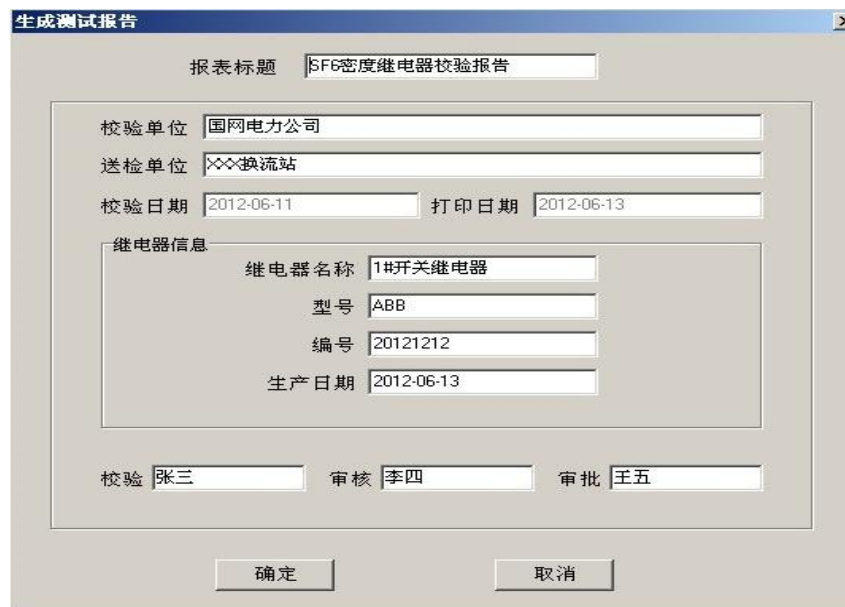 生成测试报告
报表标题 SF6密度继电器校验报告
校验单位 国网电力公司
送检单位 XXX换流站
校验日期 2012-06-11 打印日期 2012-06-13
继电器信息
继电器名称 1#开关继电器
型号 ABB
编号 20121212
生产日期 2012-06-13
校验 张三 审核 李四 审批 王五
确定 取消